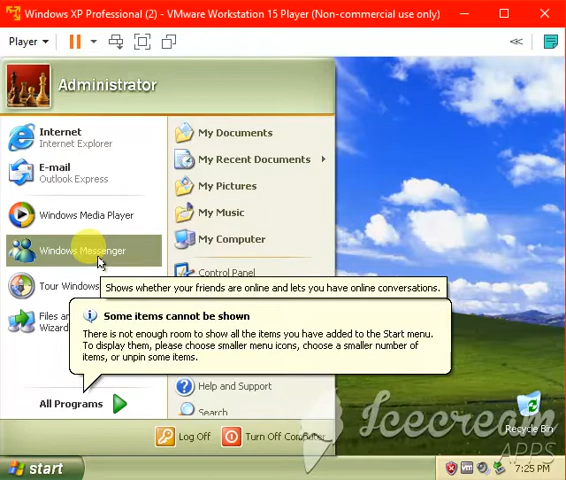 Windows XP Professional (2) - VMware Workstation 15 Player (Non-commercial use only)
Player
Administrator
Internet
Internet Explorer
E-mail
Outlook Express
Windows Media Player
Windows Messenger
Tour Windows
Files and
Wizard
All Programs
My Documents
My Recent Documents
My Pictures
My Music
My Computer
Control Panel
Shows whether your friends are online and lets you have online conversations.
Some items cannot be shown
There is not enough room to show all the items you have added to the Start menu.
To display them, please choose smaller menu icons, choose a smaller number of
items, or unpin some items.
Help and Support
Search
Log Off
Turn Off Computer
Recycle Bin
Icecream
APPS
start
vm
7:25 PM